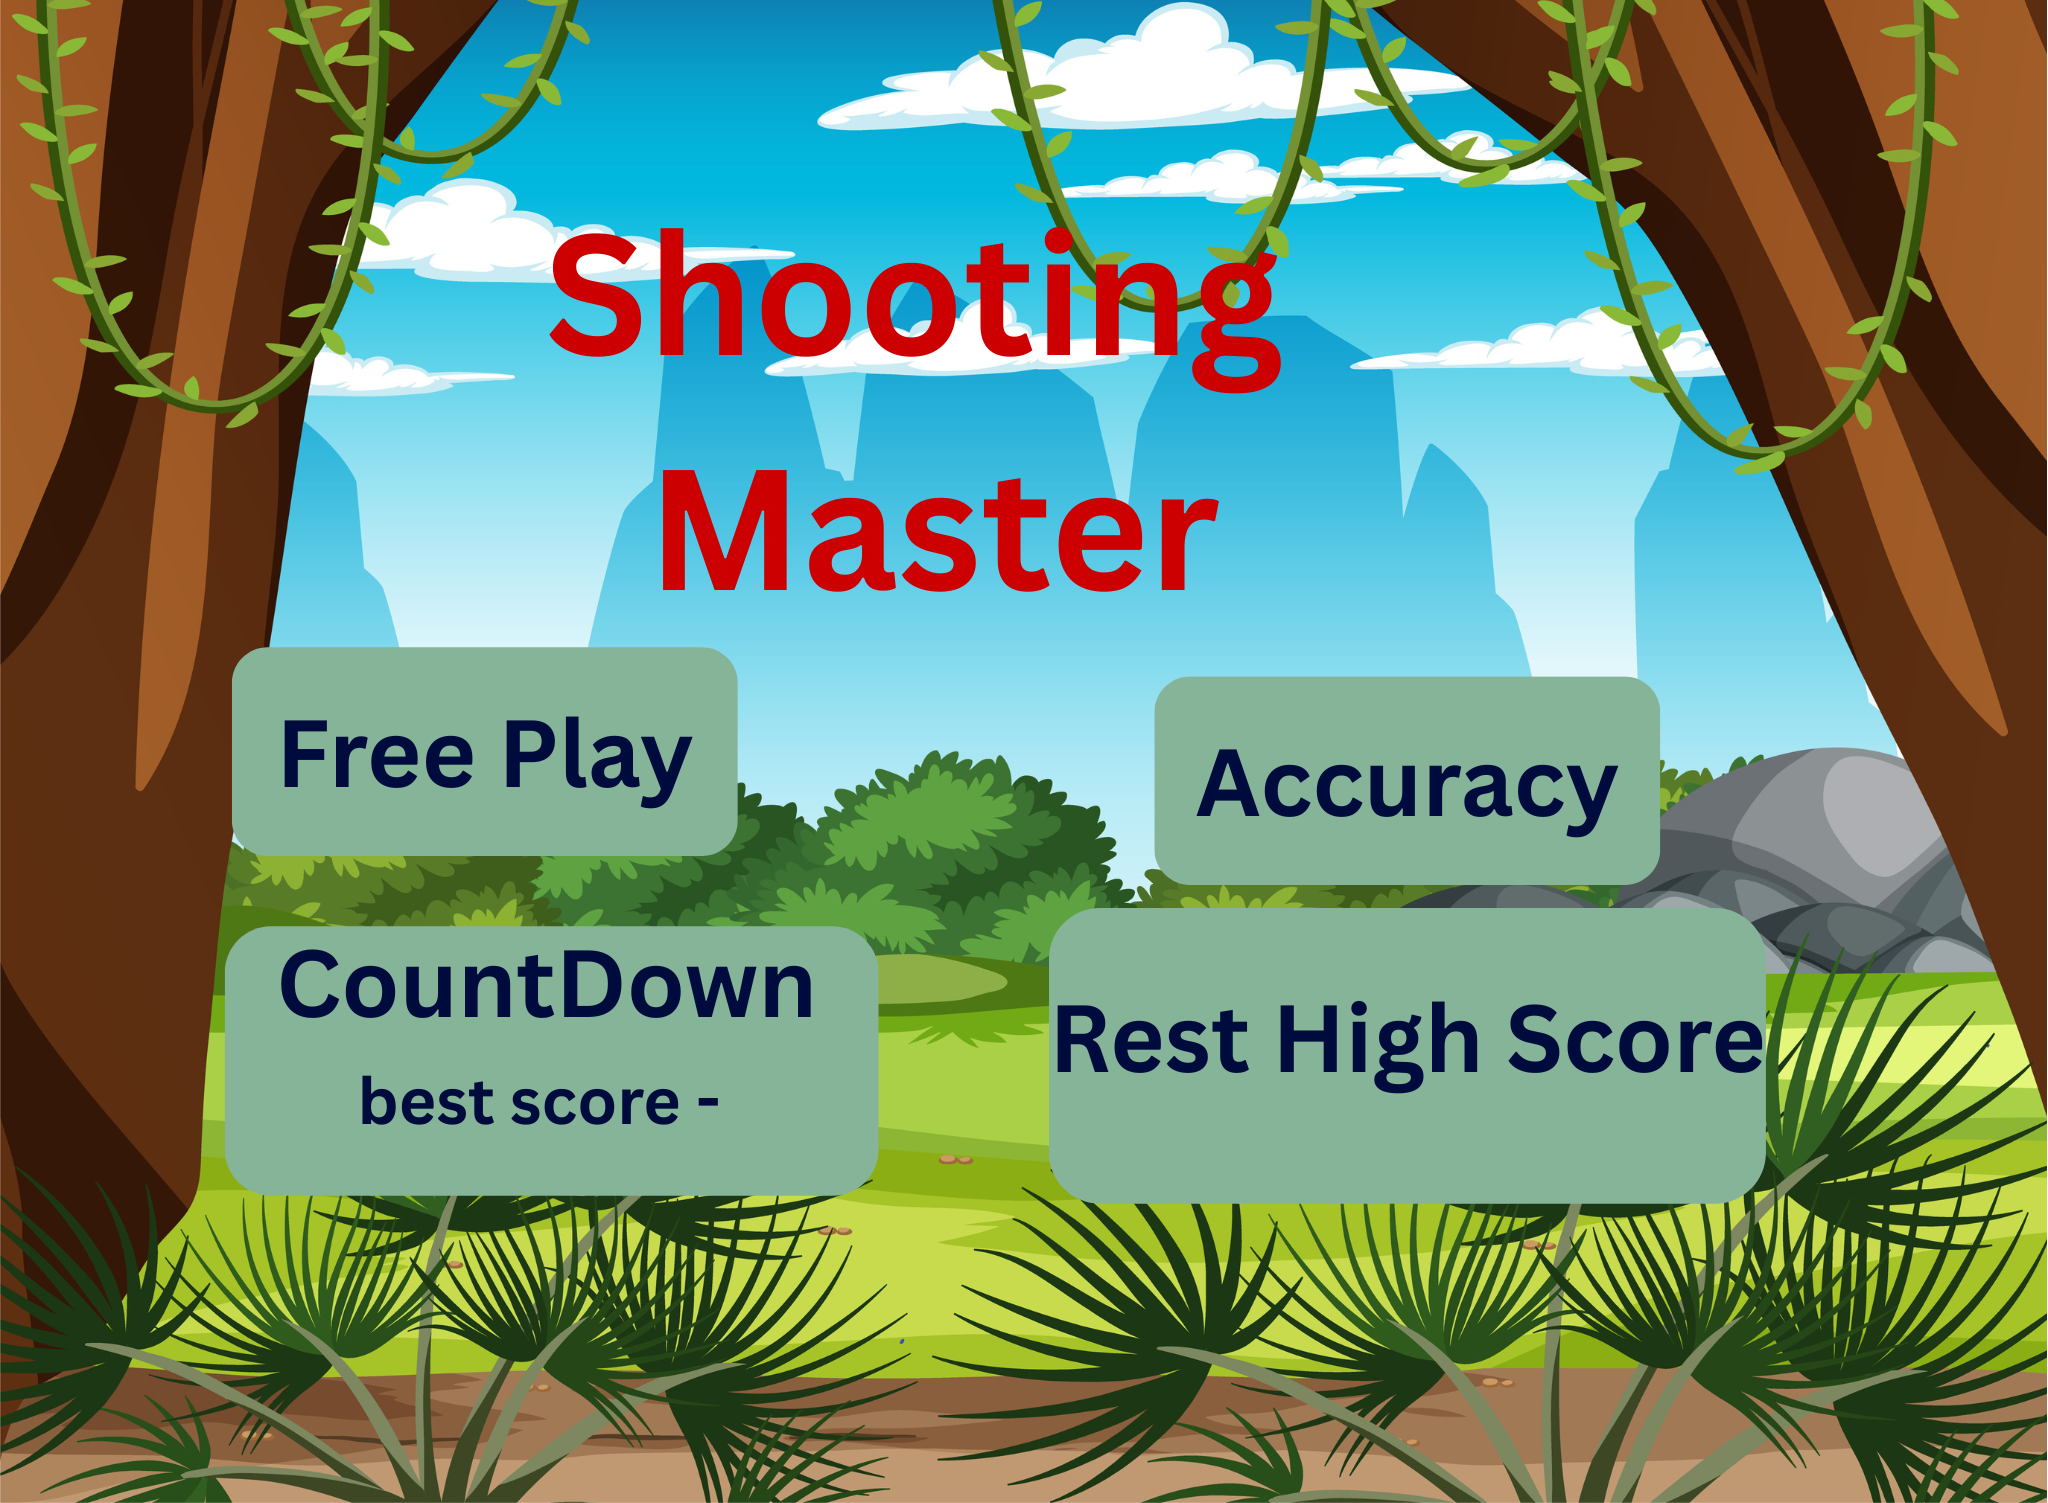 Shooting
Master
Free Play
Accuracy
CountDown
best score -
Rest High Score